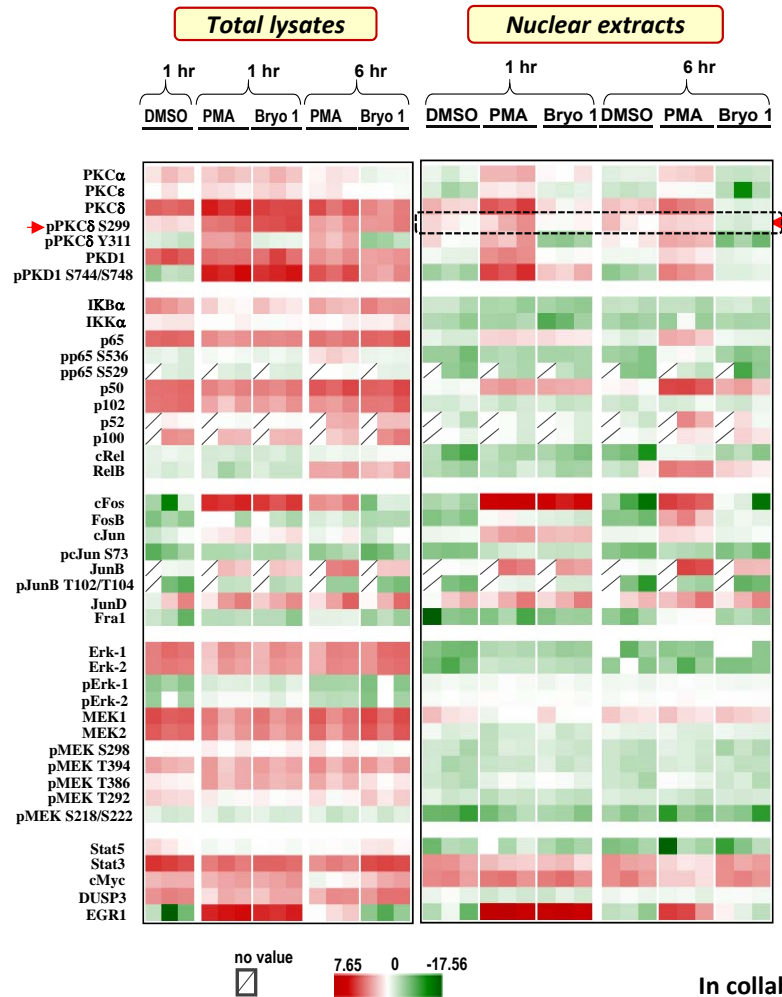 Total lysates
Nuclear extracts
1 hr
1 hr
6 hr
1 hr
6 hr
DMSO
PMA
Bryo 1
PMA
Bryo 1
DMSO
PMA
Bryo 1
DMSO
PMA
Bryo 1
PKCα
PKCε
PKCδ
pPKCδ S299
pPKCδ Y311
PKD1
pPKD1 S744/S748
IKBα
IKKα
p65
pp65 S536
pp65 S529
p50
p102
p52
p100
cRel
RelB
cFos
FosB
cJun
pcJun S73
JunB
pJunB T102/T104
JunD
Fra1
Erk-1
Erk-2
pErk-1
pErk-2
MEK1
MEK2
pMEK S298
pMEK T394
pMEK T386
pMEK T292
pMEK S218/S222
Stat5
Stat3
cMyc
DUSP3
EGR1
no value
7.65 0 -17.56
In collal